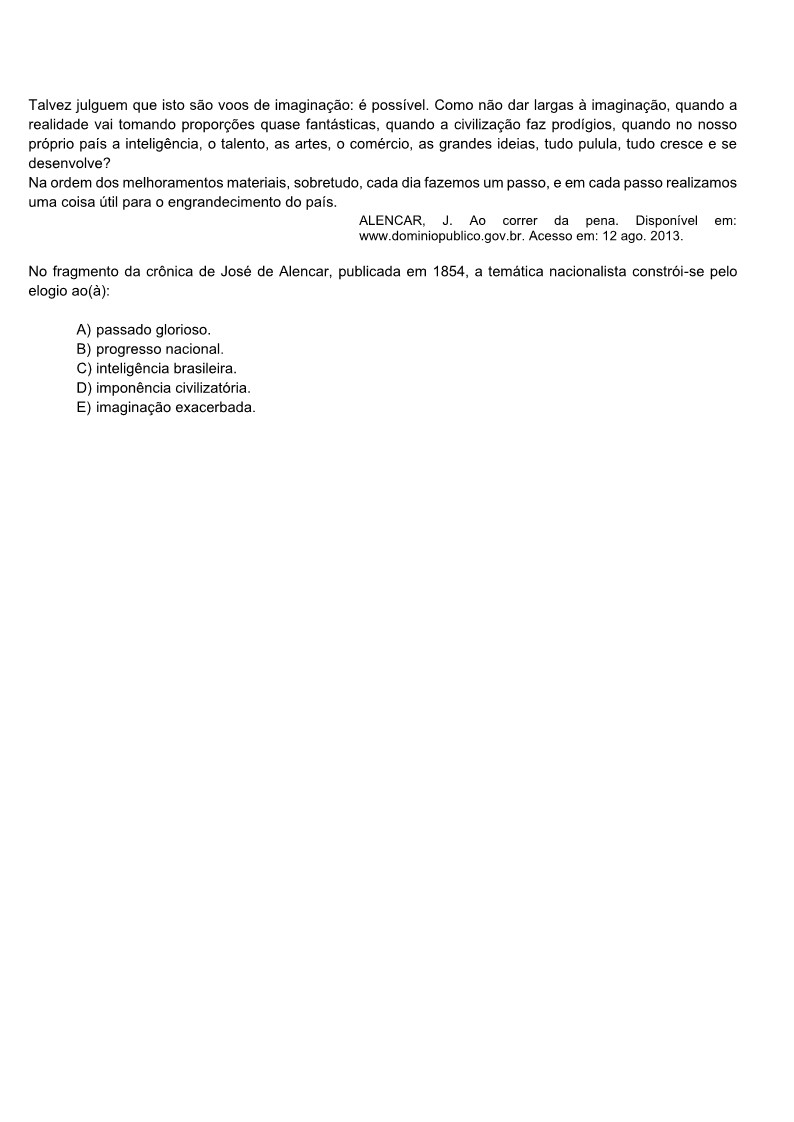 Talvez julguem que isto são voos de imaginação: é possível. Como não dar largas à imaginação, quando a
realidade vai tomando proporções quase fantásticas, quando a civilização faz prodígios, quando no nosso
próprio país a inteligência, o talento, as artes, o comércio, as grandes ideias, tudo pulula, tudo cresce e se
desenvolve?
Na ordem dos melhoramentos materiais, sobretudo, cada dia fazemos um passo, e em cada passo realizamos
uma coisa útil para o engrandecimento do país.
ALENCAR, J. Ao correr da pena. Disponível em:
www.dominiopublico.gov.br. Acesso em: 12 ago. 2013.
No fragmento da crônica de José de Alencar, publicada em 1854, a temática nacionalista constrói-se pelo
elogio ao(à):
A) passado glorioso.
B) progresso nacional.
C) inteligência brasileira.
D) imponência civilizatória.
E) imaginação exacerbada.